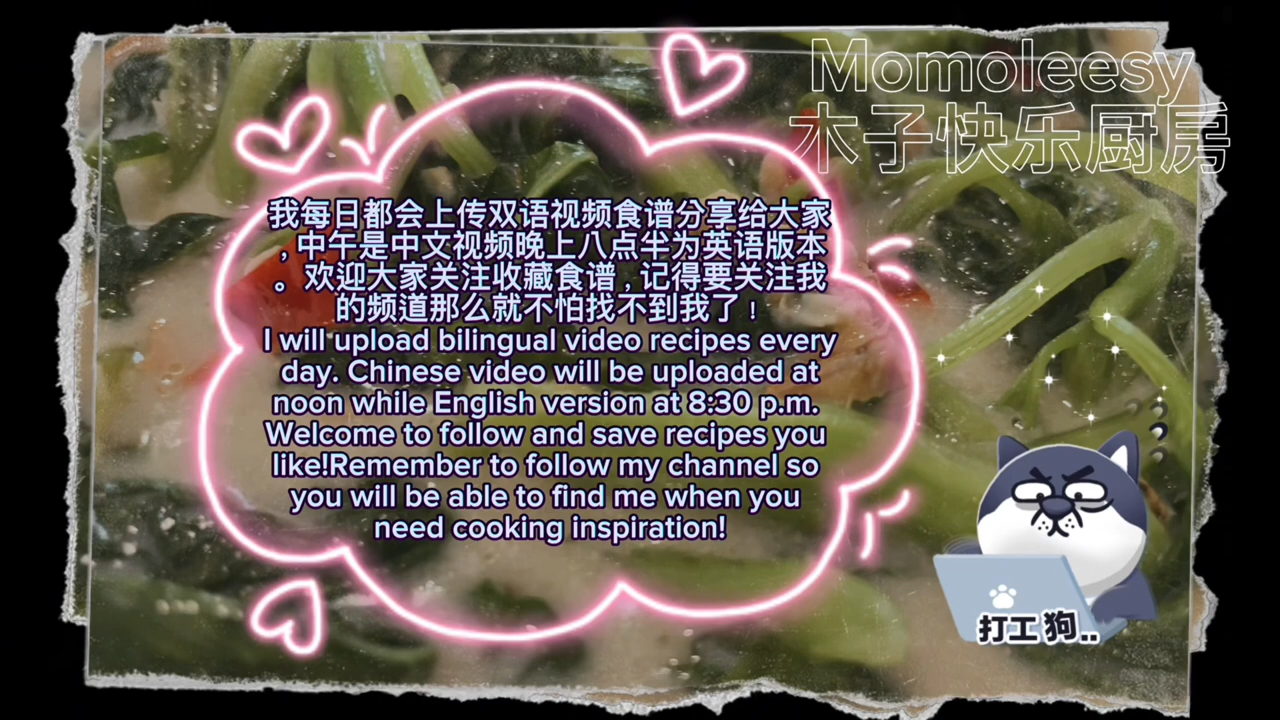 Momoleesy
木子快乐厨房
我每日都会上传双语视频食谱分享给大家
，中午是中文视频晚上八点半为英语版本
。欢迎大家关注收藏食谱，记得要关注我
的频道那么就不怕找不到我了！
I will upload bilingual video recipes every
day. Chinese video will be uploaded at
noon while English version at 8:30 p.m.
Welcome to follow and save recipes you
like!Remember to follow my channel so
you will be able to find me when you
need cooking inspiration!
打工狗..